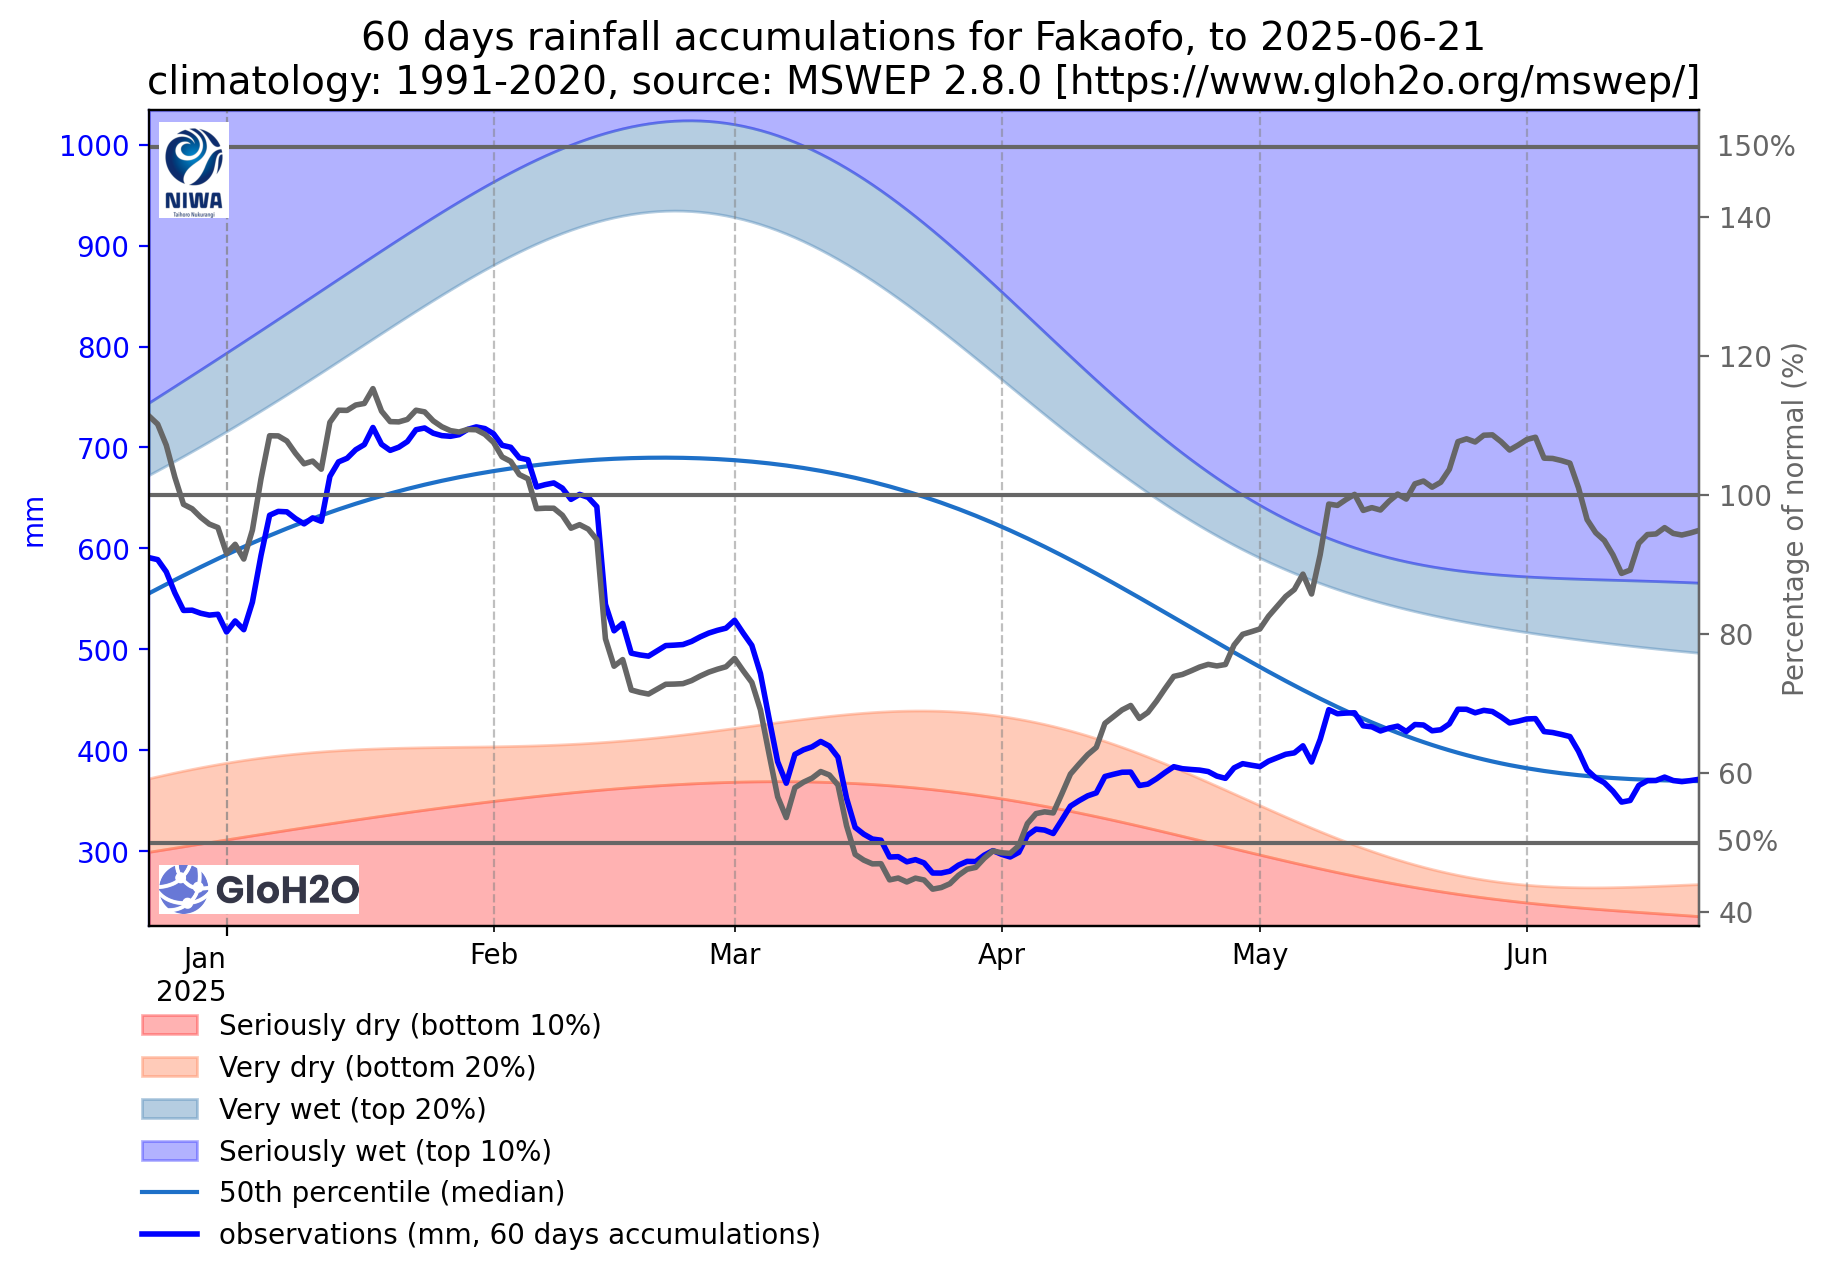 60 days rainfall accumulations for Fakaofo, to 2025-06-21
climatology: 1991-2020, source: MSWEP 2.8.0 [https://www.gloh2o.org/mswep/]
1000
900
800
700
600
500
400
300
mm
150%
140
120
100
80
60
50%
40
Percentage of normal (%)
NIWA
Taihoro Nukurangi
GloH2O
Jan
2025
Feb
Mar
Apr
May
Jun
Seriously dry (bottom 10%)
Very dry (bottom 20%)
Very wet (top 20%)
Seriously wet (top 10%)
50th percentile (median)
observations (mm, 60 days accumulations)